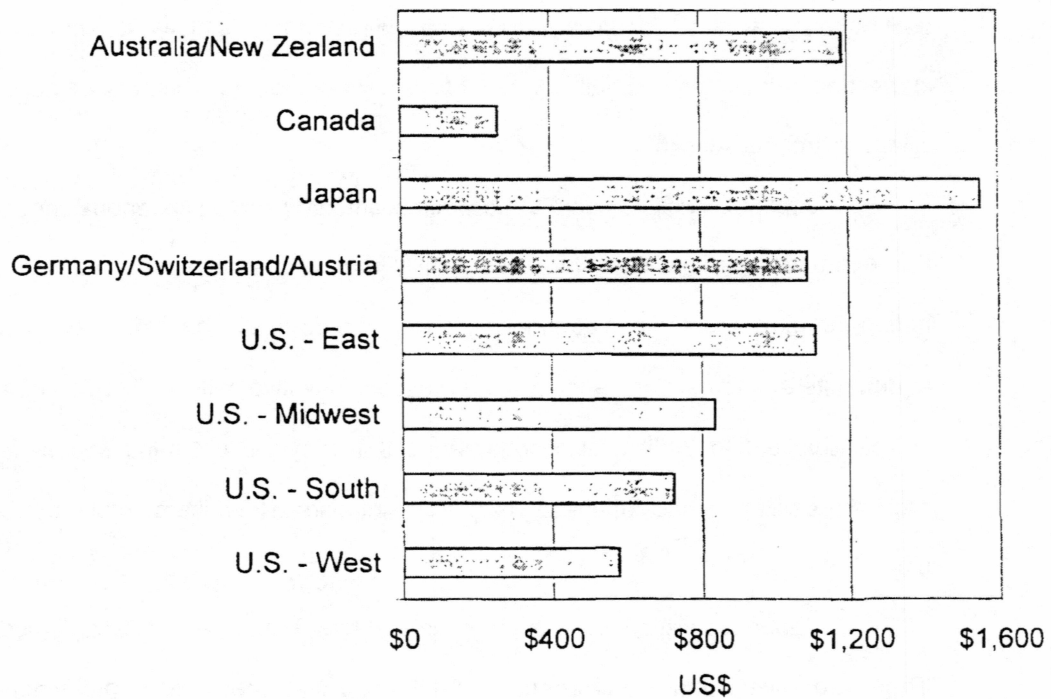 Australia/New Zealand
Canada
Japan
Germany/Switzerland/Austria
U.S. - East
U.S. - Midwest
U.S. - South
U.S. - West
$0 $400 $800 $1,200 $1,600
US$